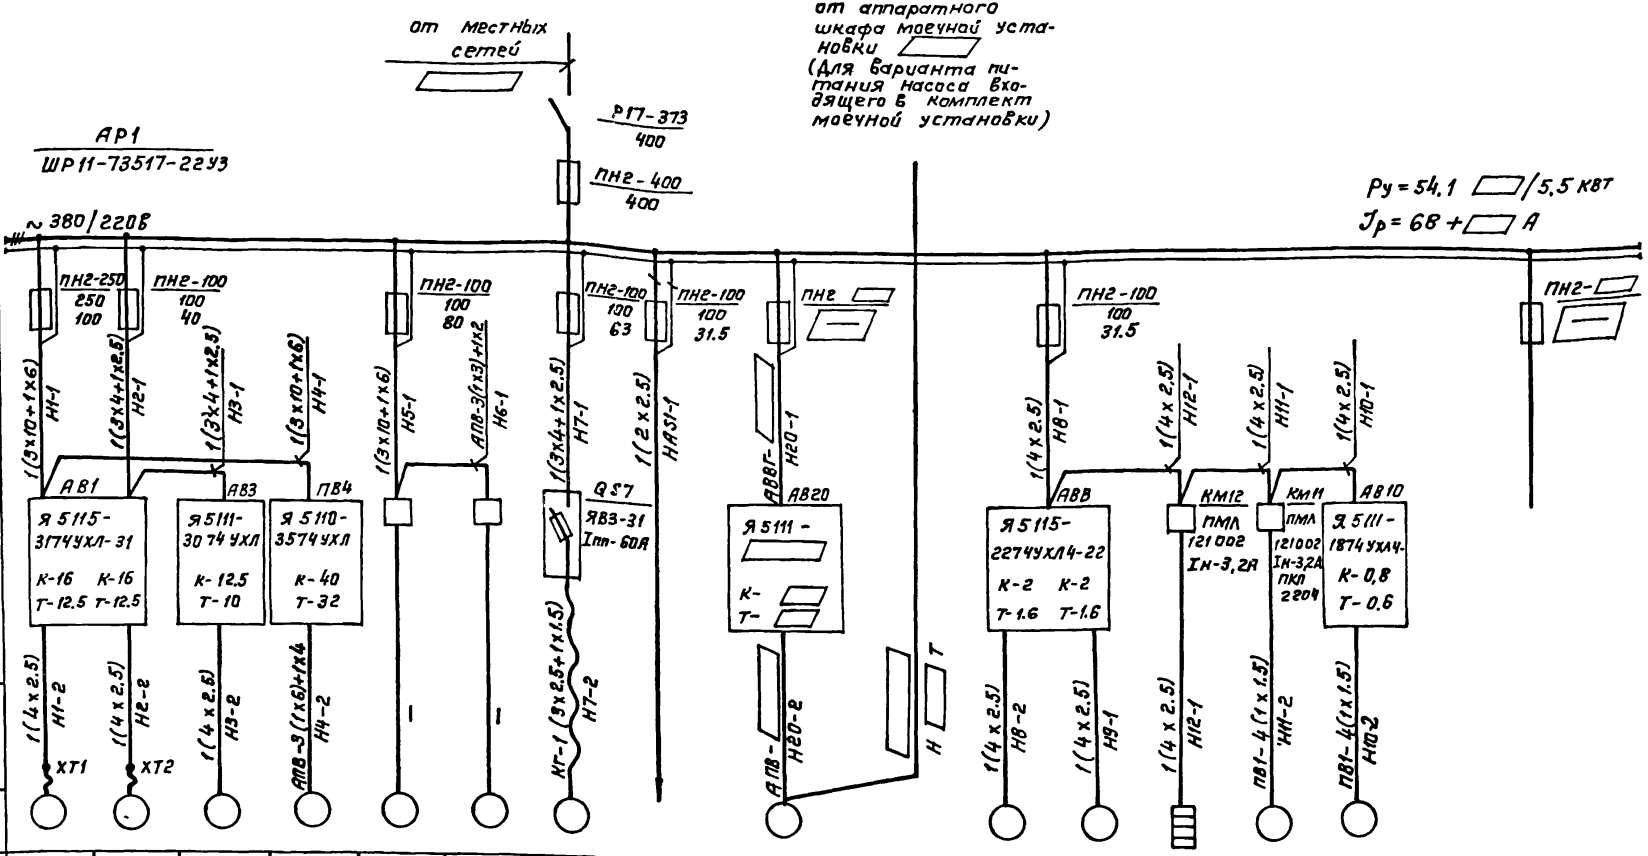 от местных
сетей
от аппаратного
шкафа моечной уста-
новки
(Для варианта пи-
тания насоса вхо-
дящего в комплект
моечной установки)
АР1
ШР11-73517-22У3
Р17-373
400
ПН2-400
400
Ру=54,1 /5,5 кВт
Jр=68+ А
~380/220В
ПН2-250
250
100
ПН2-100
100
40
ПН2-100
100
80
ПН2-100
100
63
ПН2-100
100
31.5
ПН2
ПН2-100
100
31.5
ПН2-
1(3х10+1х6)
Н1-1
1(3х4+1х2.5)
Н2-1
1(3х4+1х2.5)
Н3-1
1(3х10+1х6)
Н4-1
1(3х10+1х6)
Н5-1
АПВ-3(1х3)+1х2
Н6-1
1(3х4+1х2.5)
Н7-1
1(2х2.5)
НАS1-1
АВВГ-
Н20-1
1(4х2.5)
Н8-1
1(4х2.5)
Н12-1
1(4х2.5)
Н11-1
1(4х2.5)
Н10-1
АВ1
Я5115-
3174УХЛ-31
К-16 К-16
Т-12.5 Т-12.5
АВ3
Я5111-
3074УХЛ
К-12.5
Т-10
ПВ4
Я5110-
3574УХЛ
К-40
Т-32
QS7
ЯВЗ-31
Iпп-60А
АВ20
Я5111-
К-
Т-
АВВ
Я5115-
2274УХЛ4-22
К-2 К-2
Т-1.6 Т-1.6
КМ12
ПМЛ
121002
Iн-3,2А
КМ11
ПМЛ
121002
Iн-3,2А
ПКЛ
2204
АВ10
Я5111-
1874УХЛ4-
К-0,8
Т-0,6
1(4х2.5)
Н1-2
1(4х2.5)
Н2-2
1(4х2.5)
Н3-2
АПВ-3(1х6)+1х4
Н4-2
КГ-1(3х2.5+1х1.5)
Н7-2
АПВ-
Н20-2
Н Т
1(4х2.5)
Н8-2
1(4х2.5)
Н9-1
1(4х2.5)
Н12-1
ПВ1-4(1х1.5)
Н11-2
ПВ1-4(1х1.5)
Н10-2
ХТ1
ХТ2